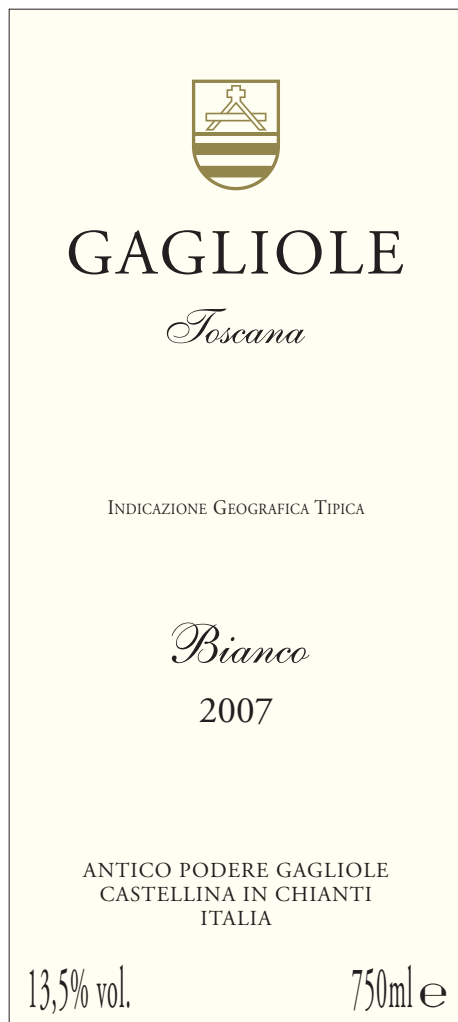 GAGLIOLE
Toscana
INDICAZIONE GEOGRAFICA TIPICA
Bianco
2007
ANTICO PODERE GAGLIOLE
CASTELLINA IN CHIANTI
ITALIA
13,5% vol. 750ml ℮